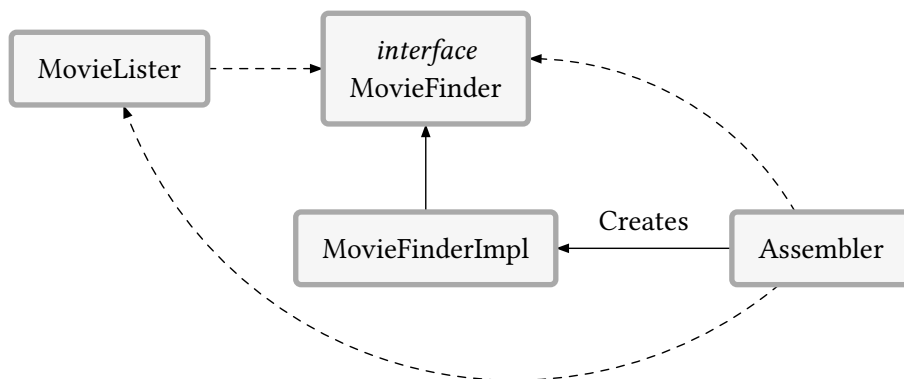 MovieLister
interface
MovieFinder
MovieFinderImpl
Creates
Assembler